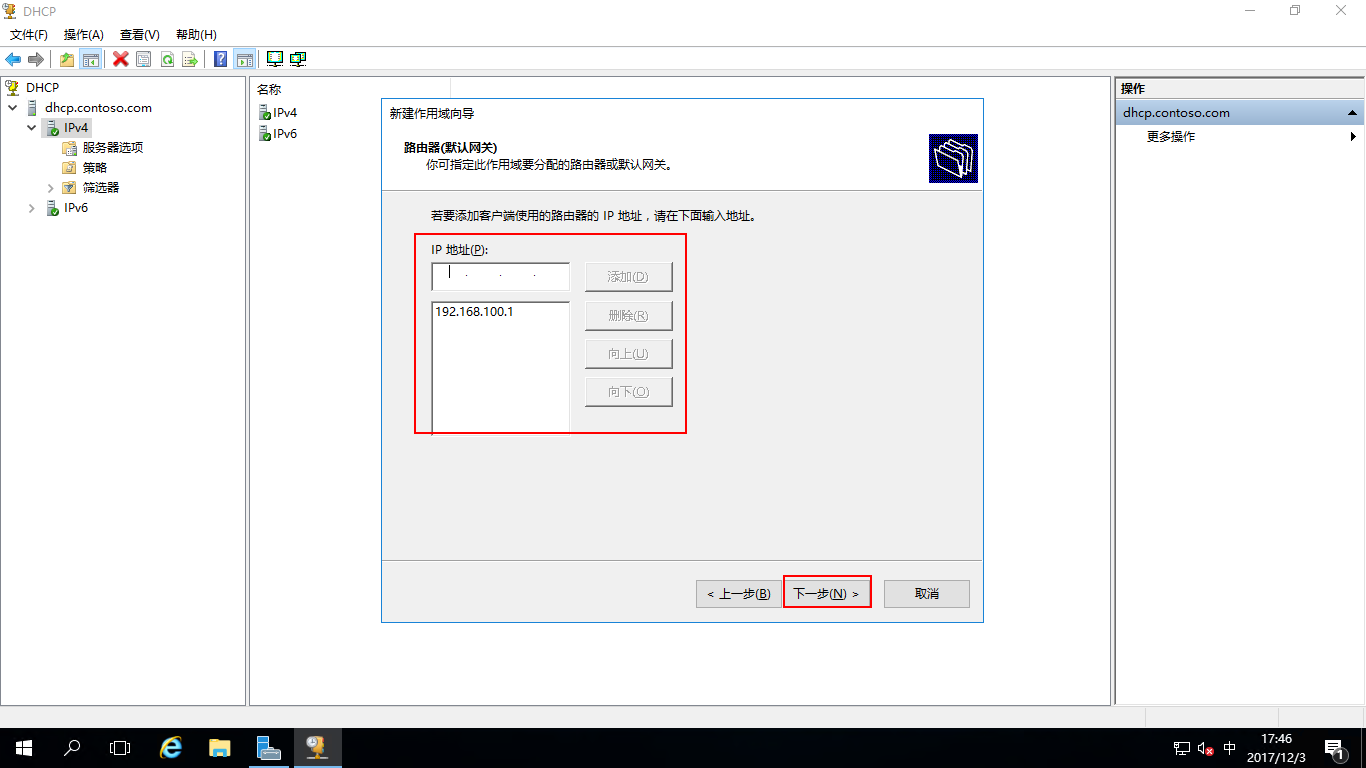 DHCP
文件(F) 操作(A) 查看(V) 帮助(H)
DHCP
dhcp.contoso.com
IPv4
服务器选项
策略
筛选器
IPv6
名称
IPv4
IPv6
新建作用域向导
路由器(默认网关)
你可指定此作用域要分配的路由器或默认网关。
若要添加客户端使用的路由器的 IP 地址，请在下面输入地址。
IP 地址(P):
. . .
添加(D)
192.168.100.1
删除(R)
向上(U)
向下(O)
< 上一步(B)
下一步(N) >
取消
操作
dhcp.contoso.com
更多操作
中
17:46
2017/12/3
1